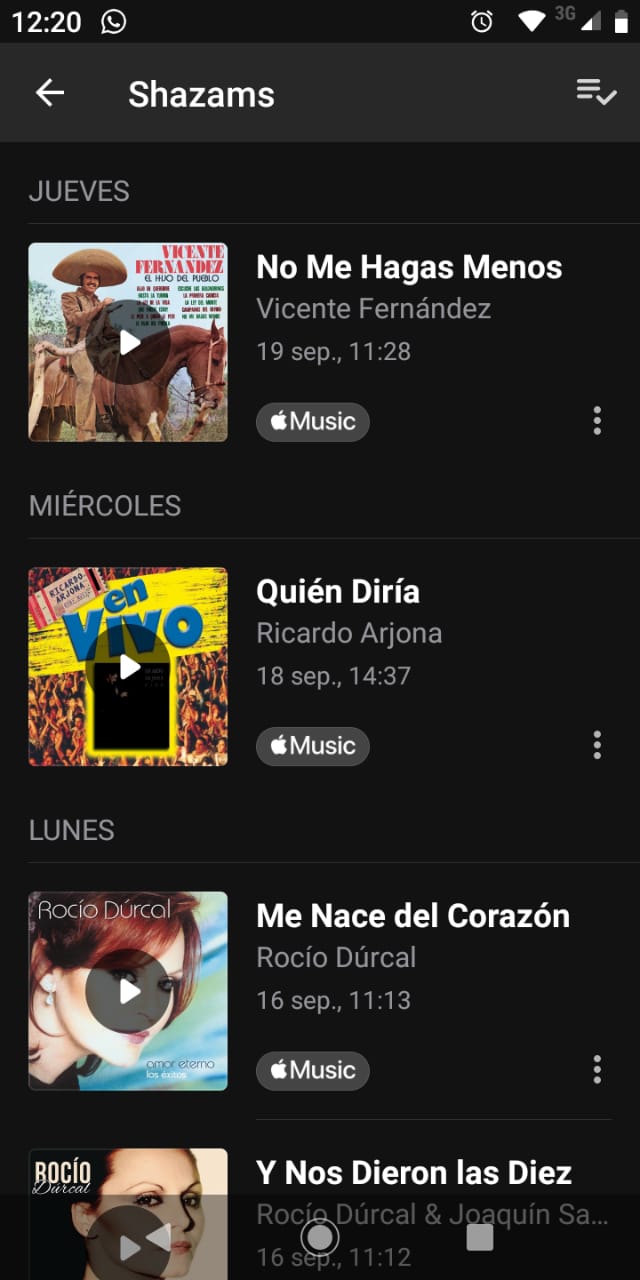 12:20
3G
Shazams
JUEVES
VICENTE
FERNANDEZ
EL HIJO DEL PUEBLO
No Me Hagas Menos
Vicente Fernández
19 sep., 11:28
Music
MIÉRCOLES
RICARDO
ARJONA
en
VIVO
Quién Diría
Ricardo Arjona
18 sep., 14:37
Music
LUNES
Rocío Dúrcal
amor eterno
los éxitos
Me Nace del Corazón
Rocío Dúrcal
16 sep., 11:13
Music
ROCÍO
Dúrcal
Y Nos Dieron las Diez
Rocío Dúrcal & Joaquín Sa...
16 sep., 11:12